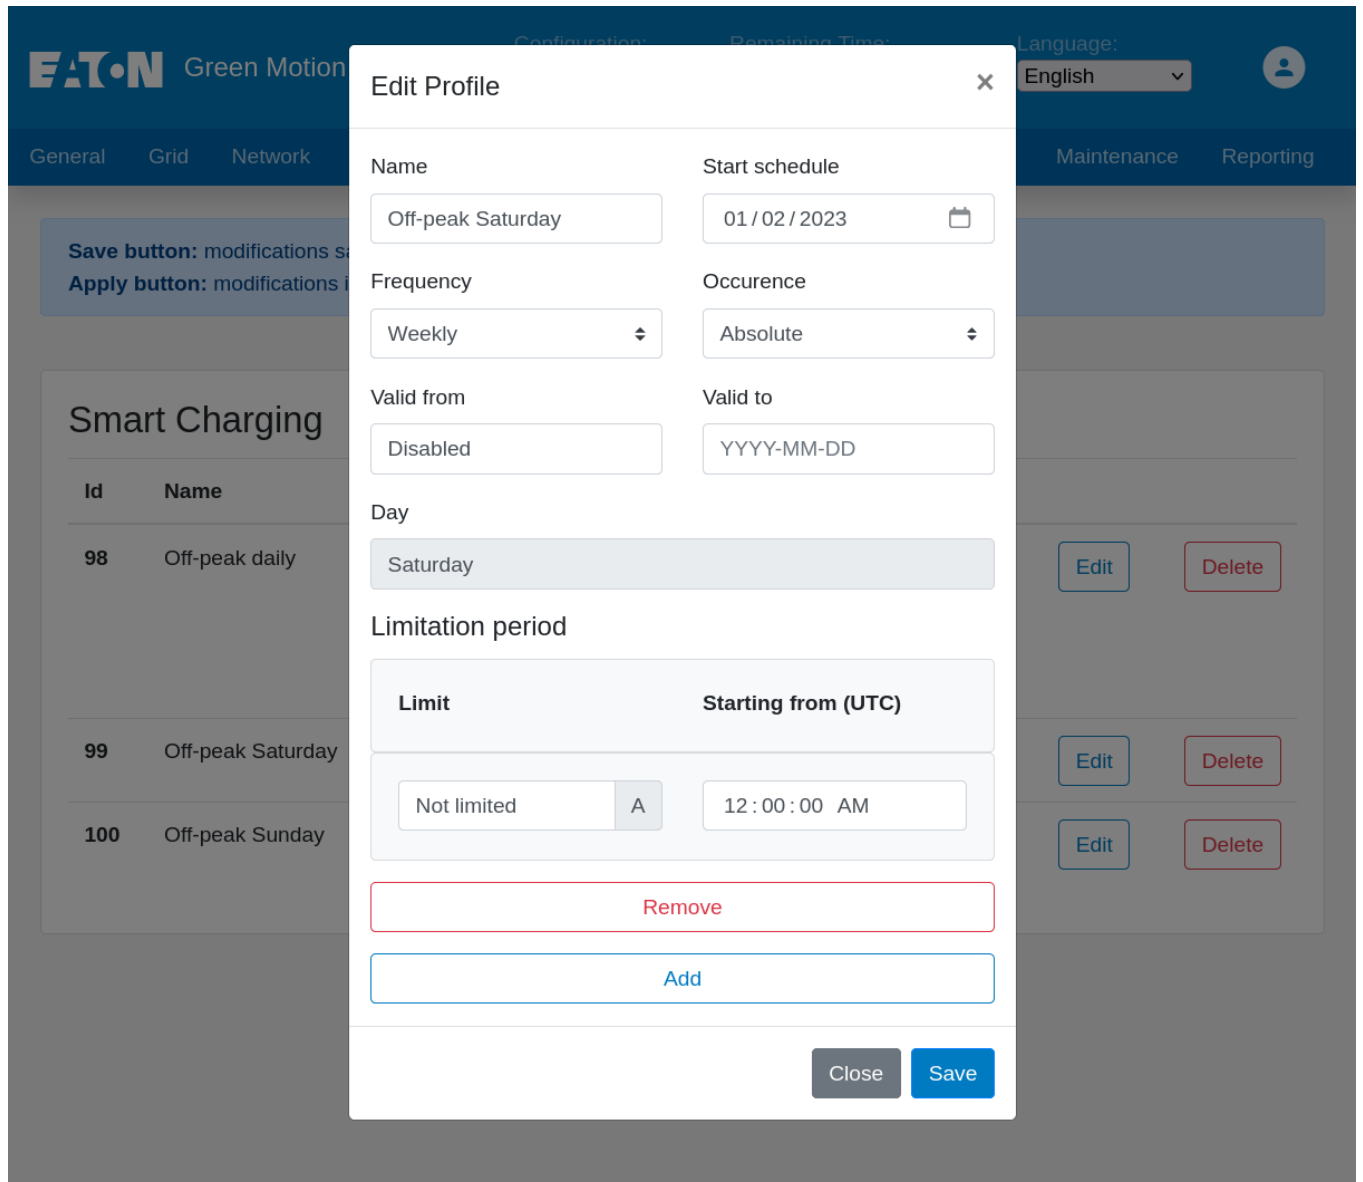 EATON Green Motion
Configuration:
Remaining Time:
Language:
English
General Grid Network Maintenance Reporting
Save button: modifications sa
Apply button: modifications i
Smart Charging
Id Name
98 Off-peak daily Edit Delete
99 Off-peak Saturday Edit Delete
100 Off-peak Sunday Edit Delete
Edit Profile ×
Name Start schedule
Off-peak Saturday 01/02/2023
Frequency Occurence
Weekly Absolute
Valid from Valid to
Disabled YYYY-MM-DD
Day
Saturday
Limitation period
Limit Starting from (UTC)
Not limited A 12:00:00 AM
Remove
Add
Close Save